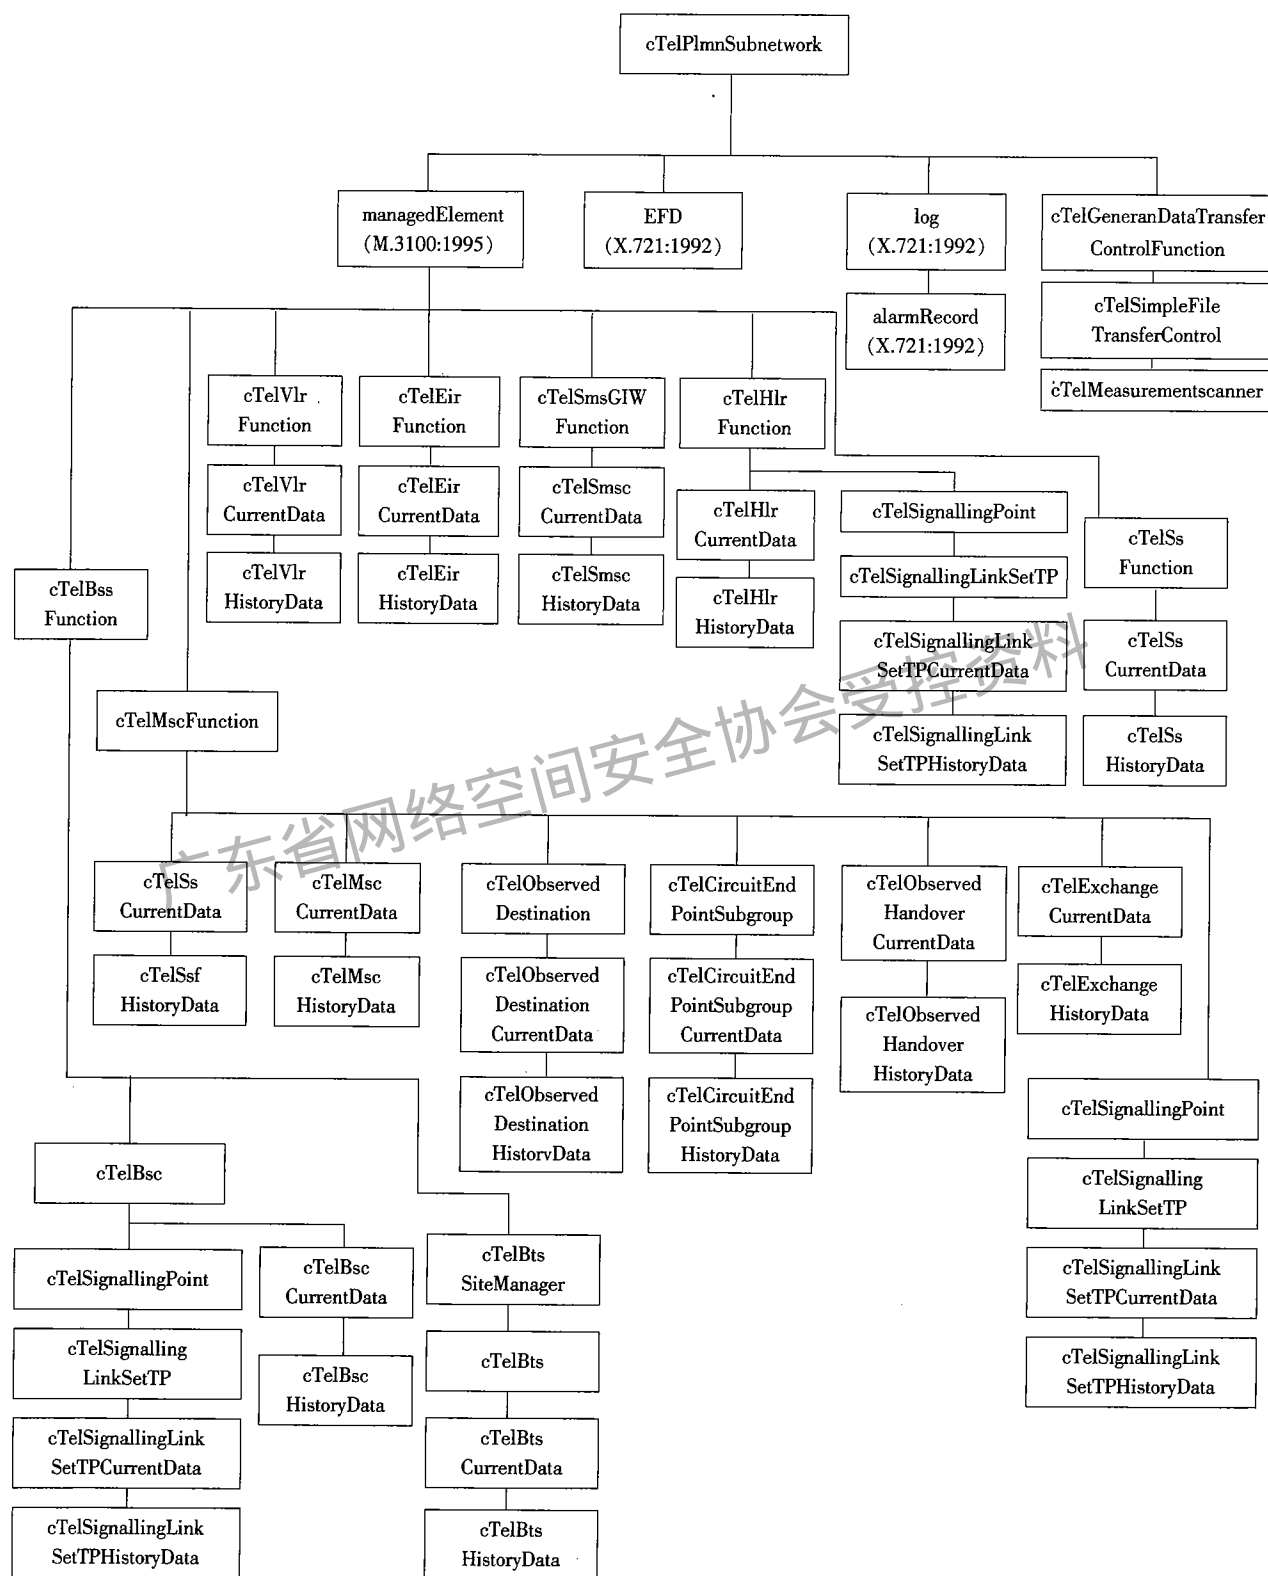 cTelPlmnSubnetwork
managedElement
(M.3100:1995)
EFD
(X.721:1992)
log
(X.721:1992)
cTelGeneranDataTransfer
ControlFunction
alarmRecord
(X.721:1992)
cTelSimpleFile
TransferControl
cTelMeasurementscanner
cTelVlr
Function
cTelEir
Function
cTelSmsGIW
Function
cTelHlr
Function
cTelVlr
CurrentData
cTelEir
CurrentData
cTelSmsc
CurrentData
cTelHlr
CurrentData
cTelSignallingPoint
cTelSs
Function
cTelBss
Function
cTelVlr
HistoryData
cTelEir
HistoryData
cTelSmsc
HistoryData
cTelHlr
HistoryData
cTelSignallingLinkSetTP
cTelSignallingLink
SetTPCurrentData
cTelSs
CurrentData
cTelMscFunction
cTelSignallingLink
SetTPHistoryData
cTelSs
HistoryData
广东省网络空间安全协会受控资料
cTelSs
CurrentData
cTelMsc
CurrentData
cTelObserved
Destination
cTelCircuitEnd
PointSubgroup
cTelObserved
Handover
CurrentData
cTelExchange
CurrentData
cTelSsf
HistoryData
cTelMsc
HistoryData
cTelObserved
Destination
CurrentData
cTelCircuitEnd
PointSubgroup
CurrentData
cTelObserved
Handover
HistoryData
cTelExchange
HistoryData
cTelObserved
Destination
HistorvData
cTelCircuitEnd
PointSubgroup
HistoryData
cTelSignallingPoint
cTelBsc
cTelSignalling
LinkSetTP
cTelSignallingPoint
cTelBsc
CurrentData
cTelBts
SiteManager
cTelSignallingLink
SetTPCurrentData
cTelSignalling
LinkSetTP
cTelBsc
HistoryData
cTelBts
cTelSignallingLink
SetTPHistoryData
cTelSignallingLink
SetTPCurrentData
cTelBts
CurrentData
cTelSignallingLink
SetTPHistoryData
cTelBts
HistoryData